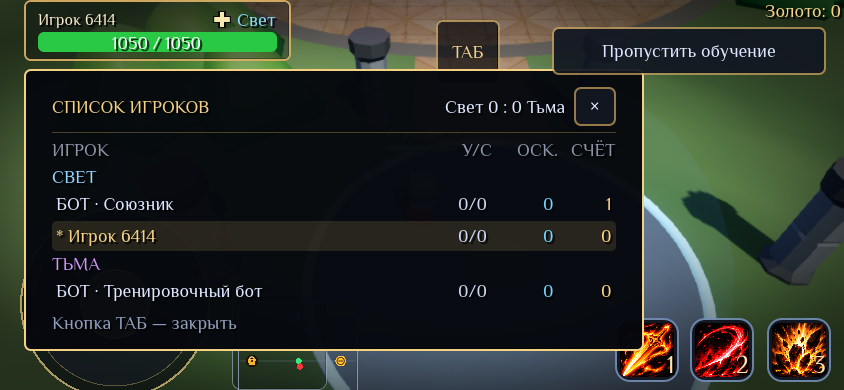 Игрок 6414 Свет
1050 / 1050
Золото: 0
ТАБ
Пропустить обучение
СПИСОК ИГРОКОВ Свет 0 : 0 Тьма ×
ИГРОК У/С ОСК. СЧЁТ
СВЕТ
БОТ · Союзник 0/0 0 1
* Игрок 6414 0/0 0 0
ТЬМА
БОТ · Тренировочный бот 0/0 0 0
Кнопка ТАБ — закрыть
1 2 3